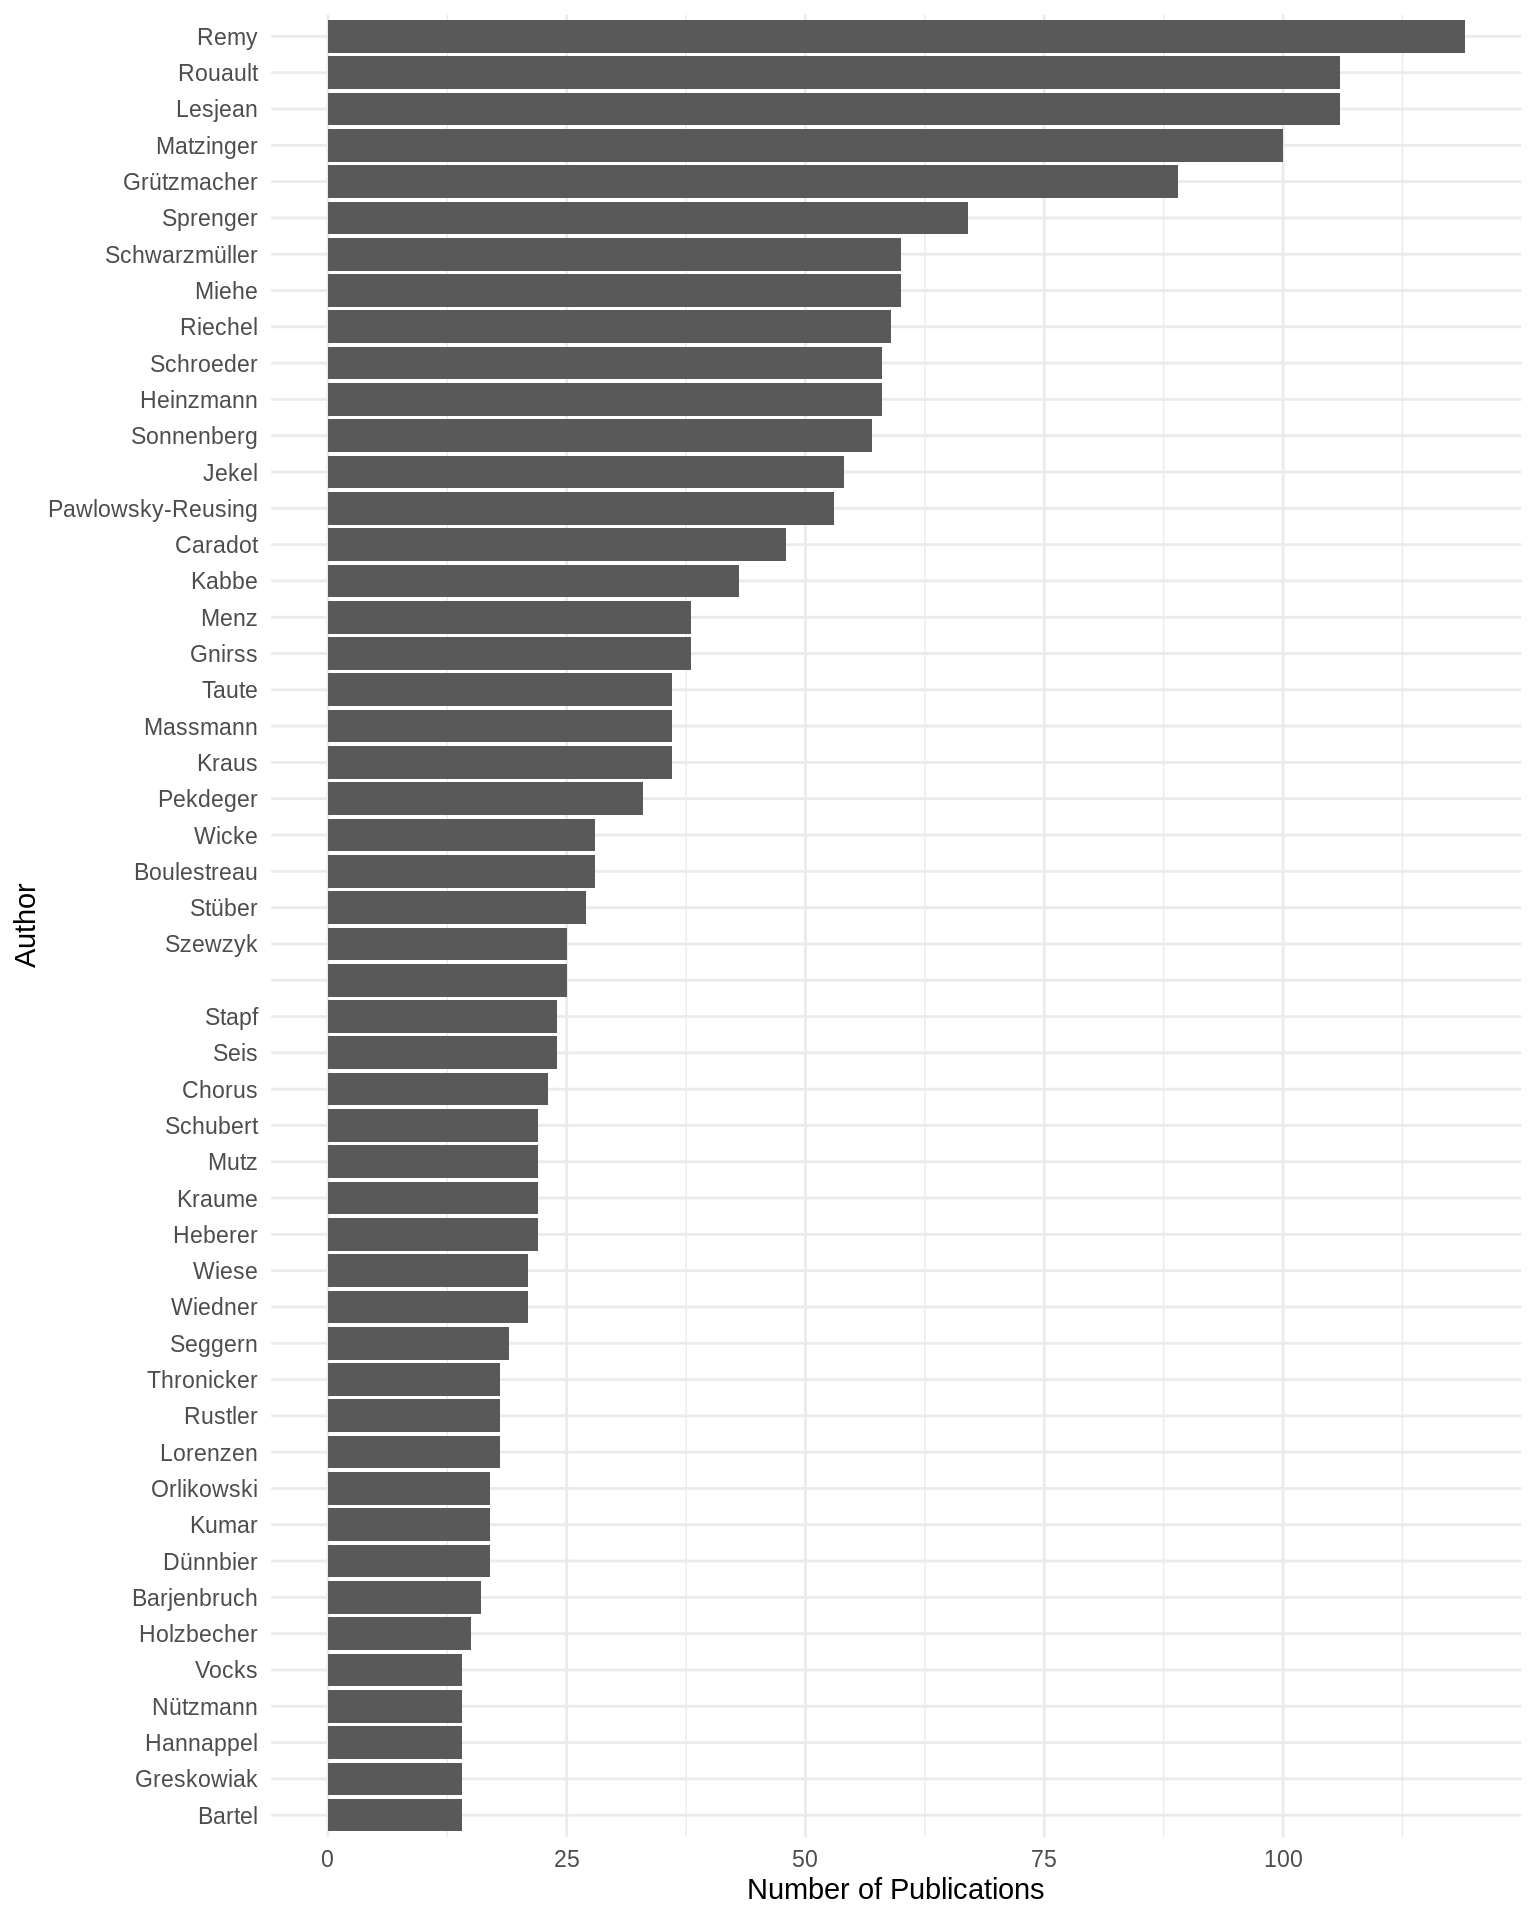 Remy
Rouault
Lesjean
Matzinger
Grützmacher
Sprenger
Schwarzmüller
Miehe
Riechel
Schroeder
Heinzmann
Sonnenberg
Jekel
Pawlowsky-Reusing
Caradot
Kabbe
Menz
Gnirss
Taute
Massmann
Kraus
Pekdeger
Wicke
Boulestreau
Stüber
Szewzyk
Stapf
Seis
Chorus
Schubert
Mutz
Kraume
Heberer
Wiese
Wiedner
Seggern
Thronicker
Rustler
Lorenzen
Orlikowski
Kumar
Dünnbier
Barjenbruch
Holzbecher
Vocks
Nützmann
Hannappel
Greskowiak
Bartel
Author
0 25 50 75 100
Number of Publications